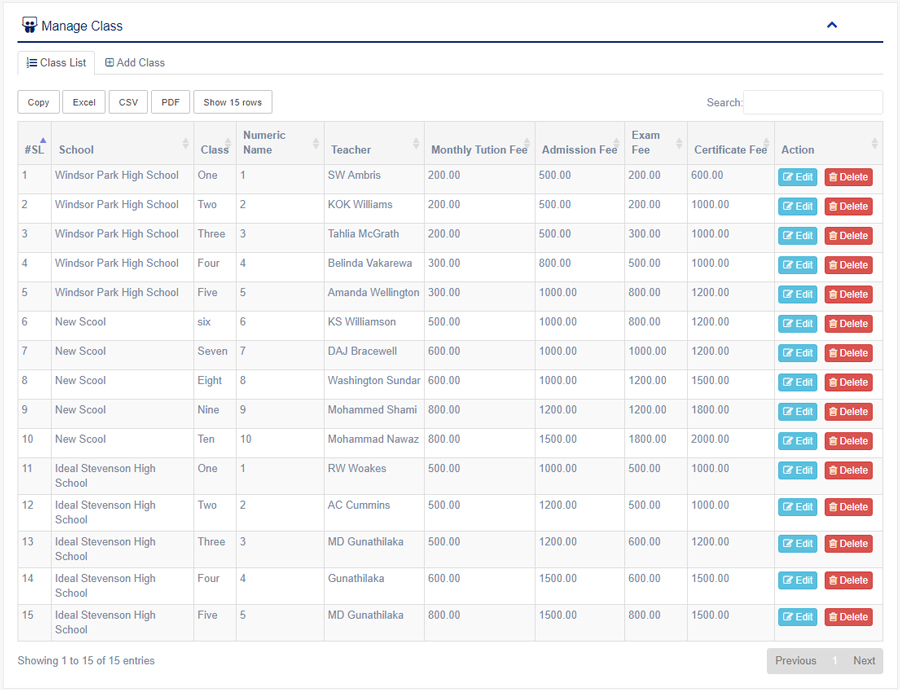 Manage Class
Class List Add Class
Copy Excel CSV PDF Show 15 rows Search:
#SL School Class Numeric Name Teacher Monthly Tution Fee Admission Fee Exam Fee Certificate Fee Action
1 Windsor Park High School One 1 SW Ambris 200.00 500.00 200.00 600.00 Edit Delete
2 Windsor Park High School Two 2 KOK Williams 200.00 500.00 200.00 1000.00 Edit Delete
3 Windsor Park High School Three 3 Tahlia McGrath 200.00 500.00 300.00 1000.00 Edit Delete
4 Windsor Park High School Four 4 Belinda Vakarewa 300.00 800.00 500.00 1000.00 Edit Delete
5 Windsor Park High School Five 5 Amanda Wellington 300.00 1000.00 800.00 1200.00 Edit Delete
6 New Scool six 6 KS Williamson 500.00 1000.00 800.00 1200.00 Edit Delete
7 New Scool Seven 7 DAJ Bracewell 600.00 1000.00 1000.00 1200.00 Edit Delete
8 New Scool Eight 8 Washington Sundar 600.00 1000.00 1200.00 1500.00 Edit Delete
9 New Scool Nine 9 Mohammed Shami 800.00 1200.00 1200.00 1800.00 Edit Delete
10 New Scool Ten 10 Mohammad Nawaz 800.00 1500.00 1800.00 2000.00 Edit Delete
11 Ideal Stevenson High School One 1 RW Woakes 500.00 1000.00 500.00 1000.00 Edit Delete
12 Ideal Stevenson High School Two 2 AC Cummins 500.00 1200.00 500.00 1000.00 Edit Delete
13 Ideal Stevenson High School Three 3 MD Gunathilaka 500.00 1200.00 600.00 1200.00 Edit Delete
14 Ideal Stevenson High School Four 4 Gunathilaka 600.00 1500.00 600.00 1500.00 Edit Delete
15 Ideal Stevenson High School Five 5 MD Gunathilaka 800.00 1500.00 800.00 1500.00 Edit Delete
Showing 1 to 15 of 15 entries Previous 1 Next